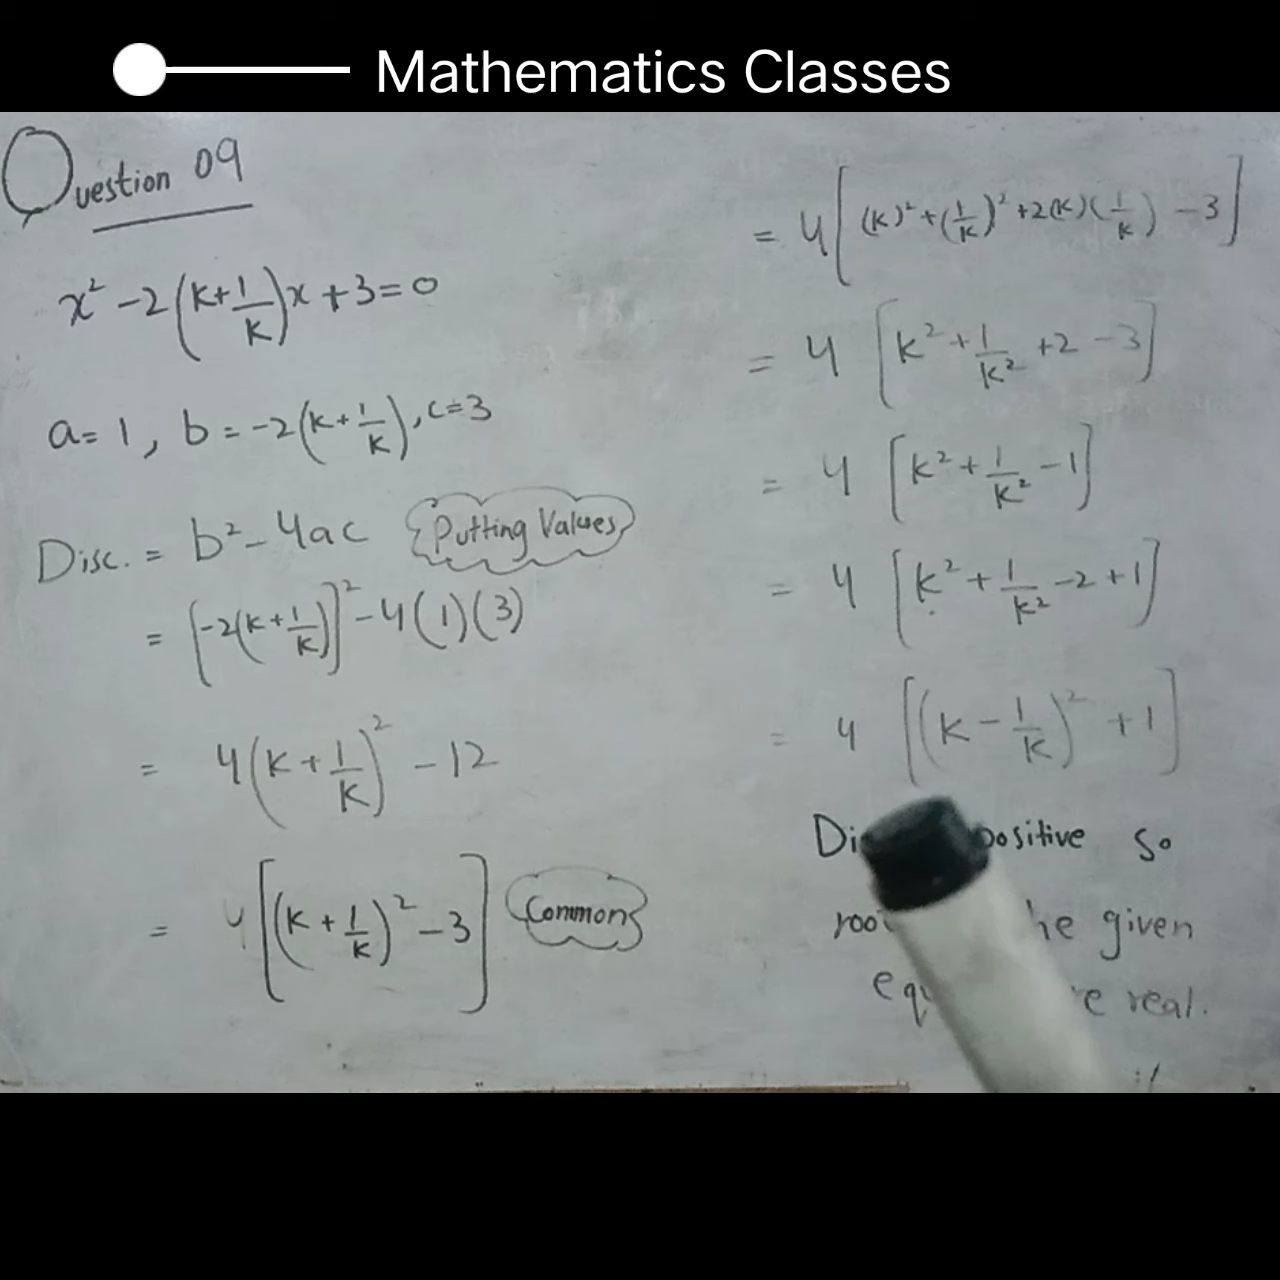 Mathematics Classes
Question 09
x² -2(k+1/k)x +3=0
a=1, b=-2(k+1/k), c=3
Disc. = b²-4ac Putting Values
= [-2(k+1/k)]² -4(1)(3)
= 4(k+1/k)² -12
= 4[(k+1/k)² -3] Common
= 4[(k)²+(1/k)²+2(k)(1/k) -3]
= 4 [k²+1/k² +2 -3]
= 4 [k²+1/k² -1]
= 4 [k²+1/k² -2+1]
= 4 [(k-1/k)² +1]
positive so
given
real.